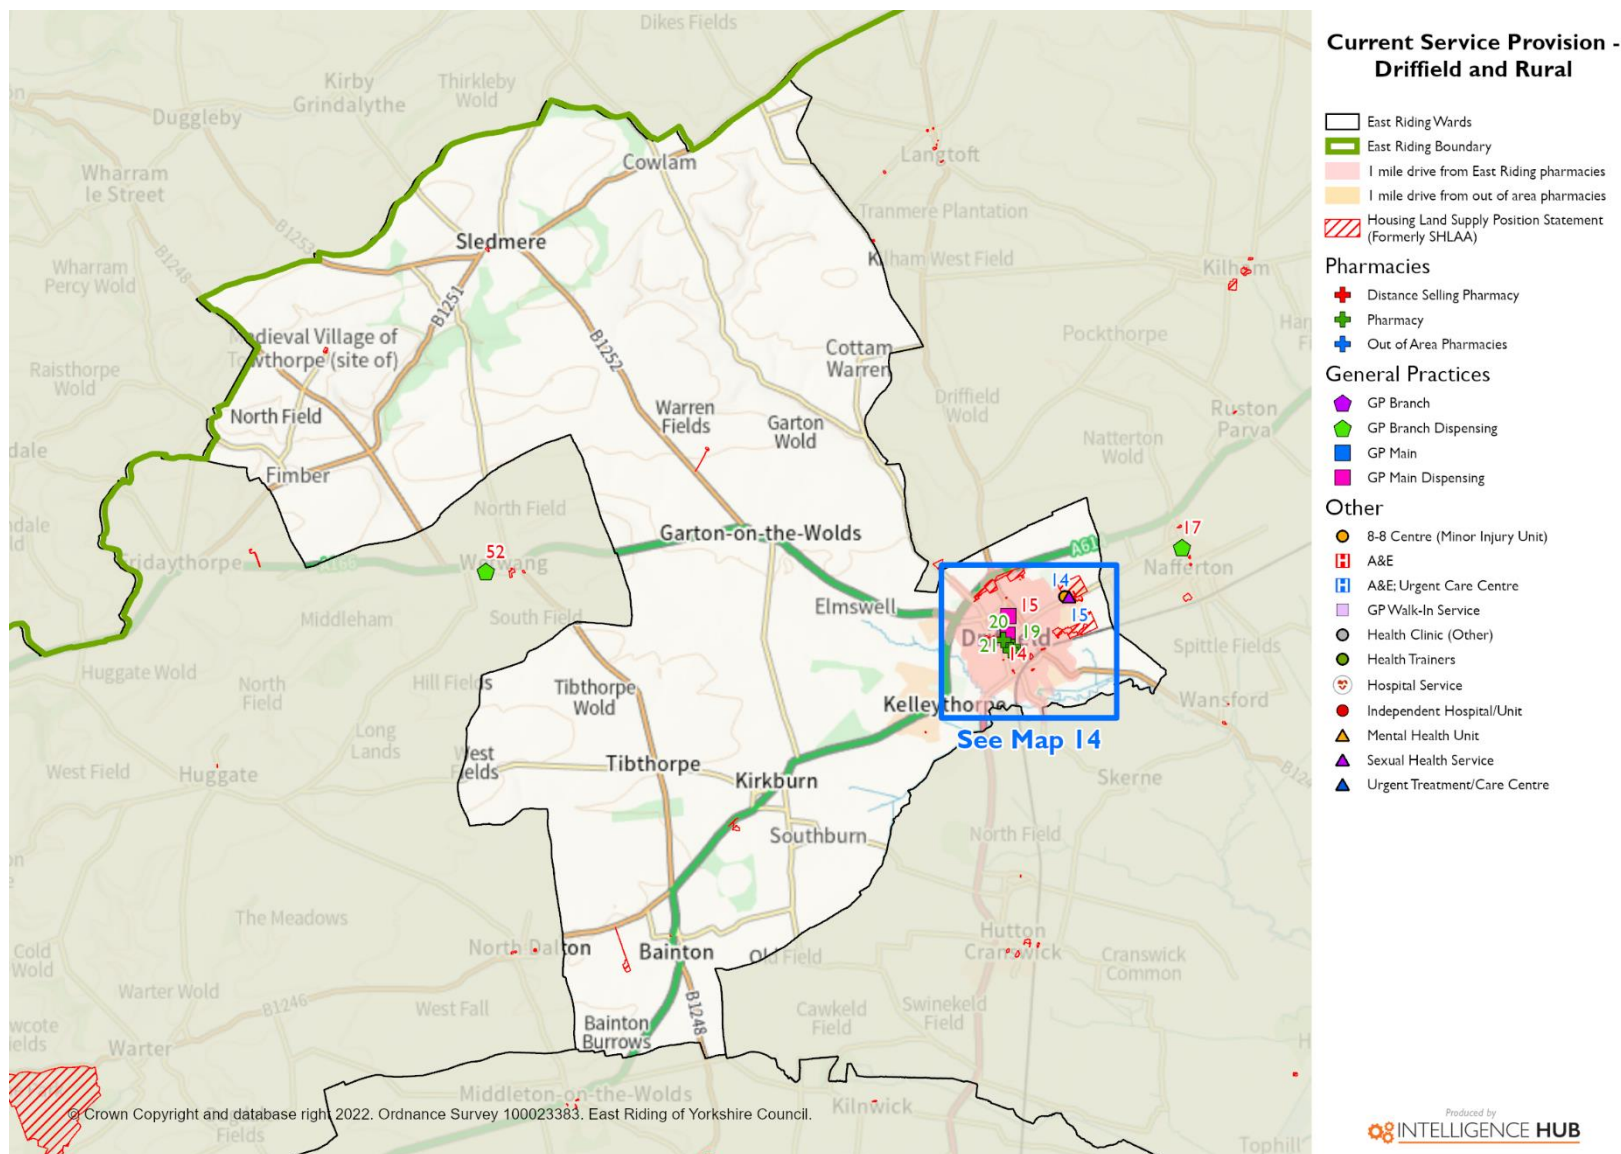 Dikes Fields
Kirby
Grindalythe
Thirkleby
Wold
Duggleby
Langtoft
Cowlam
Wharram
le Street
Tranmere Plantation
B1253
Sledmere
B1248
Kilham West Field
Kilham
Wharram
Percy Wold
B1251
Medieval Village of
Towthorpe (site of)
B1252
Pockthorpe
Cottam
Warren
Raisthorpe
Wold
Driffield
Wold
North Field
Warren
Fields
Garton
Wold
Ruston
Parva
Natterton
Wold
Fimber
North Field
Garton-on-the-Wolds
17
52
Fridaythorpe
A166
Wetwang
A61
Nafferton
14
Middleham
South Field
Elmswell
15
15
20
19
Driffield
21
14
Spittle Fields
Huggate Wold
North
Field
Hill Fields
Tibthorpe
Wold
Kelleythorpe
Wansford
See Map 14
Long
Lands
West
Fields
Tibthorpe
Kirkburn
West Field
Huggate
Skerne
B124
Southburn
North Field
The Meadows
Hutton
Cranswick
Cold
Wold
North Dalton
Bainton
Old Field
Cranswick
Common
Warter Wold
B1246
West Fall
B1248
Cawkeld
Field
Swinekeld
Field
Bainton
Burrows
Warter
Middleton-on-the-Wolds
Kilnwick
© Crown Copyright and database right 2022. Ordnance Survey 100023383. East Riding of Yorkshire Council.
Fields
Tophill
Current Service Provision -
Driffield and Rural
East Riding Wards
East Riding Boundary
1 mile drive from East Riding pharmacies
1 mile drive from out of area pharmacies
Housing Land Supply Position Statement
(Formerly SHLAA)
Pharmacies
Distance Selling Pharmacy
Pharmacy
Out of Area Pharmacies
General Practices
GP Branch
GP Branch Dispensing
GP Main
GP Main Dispensing
Other
8-8 Centre (Minor Injury Unit)
A&E
A&E; Urgent Care Centre
GP Walk-In Service
Health Clinic (Other)
Health Trainers
Hospital Service
Independent Hospital/Unit
Mental Health Unit
Sexual Health Service
Urgent Treatment/Care Centre
Produced by
INTELLIGENCE HUB